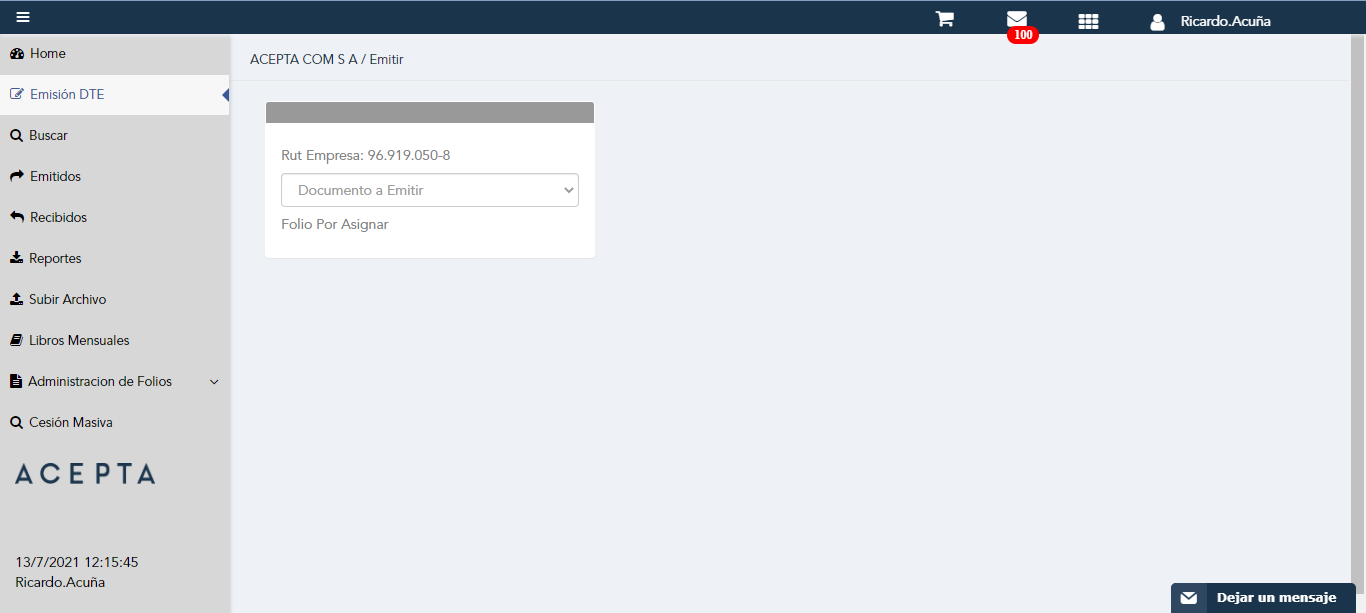 100
Ricardo.Acuña
Home
Emisión DTE
Buscar
Emitidos
Recibidos
Reportes
Subir Archivo
Libros Mensuales
Administracion de Folios
Cesión Masiva
ACEPTA
13/7/2021 12:15:45
Ricardo.Acuña
ACEPTA COM S A / Emitir
Rut Empresa: 96.919.050-8
Documento a Emitir
Folio Por Asignar
Dejar un mensaje